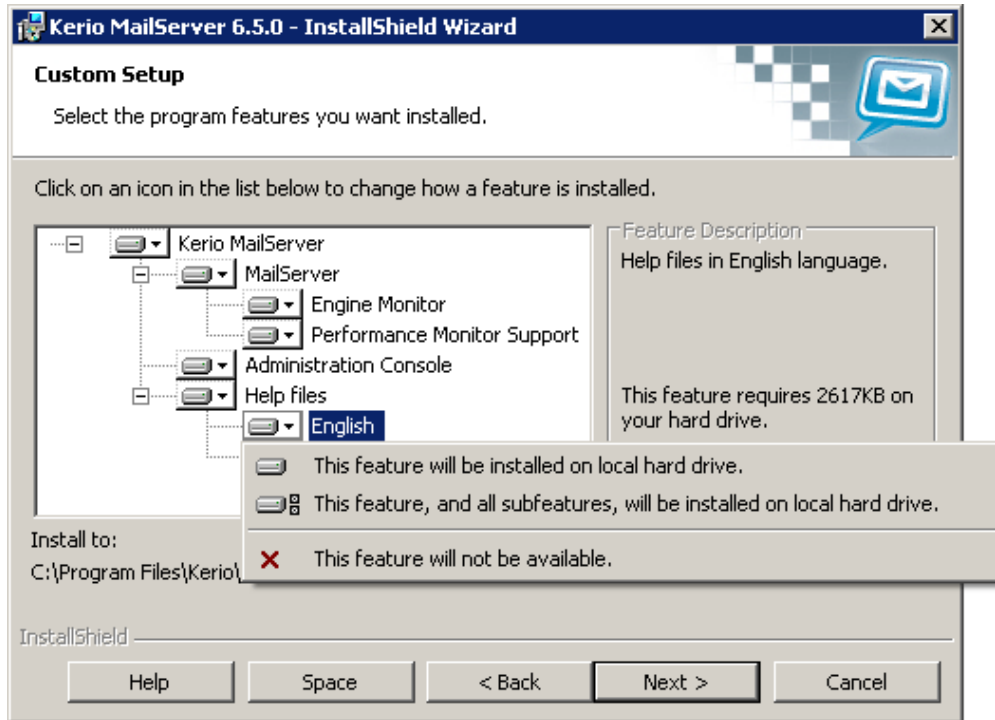 Kerio MailServer 6.5.0 - InstallShield Wizard
Custom Setup
Select the program features you want installed.
Click on an icon in the list below to change how a feature is installed.
Kerio MailServer
MailServer
Engine Monitor
Performance Monitor Support
Administration Console
Help files
English
Feature Description
Help files in English language.
This feature requires 2617KB on
your hard drive.
This feature will be installed on local hard drive.
This feature, and all subfeatures, will be installed on local hard drive.
This feature will not be available.
Install to:
C:\Program Files\Kerio\
InstallShield
Help
Space
< Back
Next >
Cancel